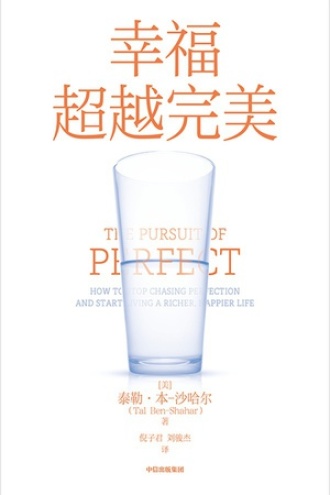 幸福
超越完美
THE PURSUIT OF
PERFECT
HOW TO STOP CHASING PERFECTION
AND START LIVING A RICHER, HAPPIER LIFE
[美]
泰勒·本-沙哈尔
(Tal Ben-Shahar)
著
倪子君 刘骏杰
译
中信出版集团